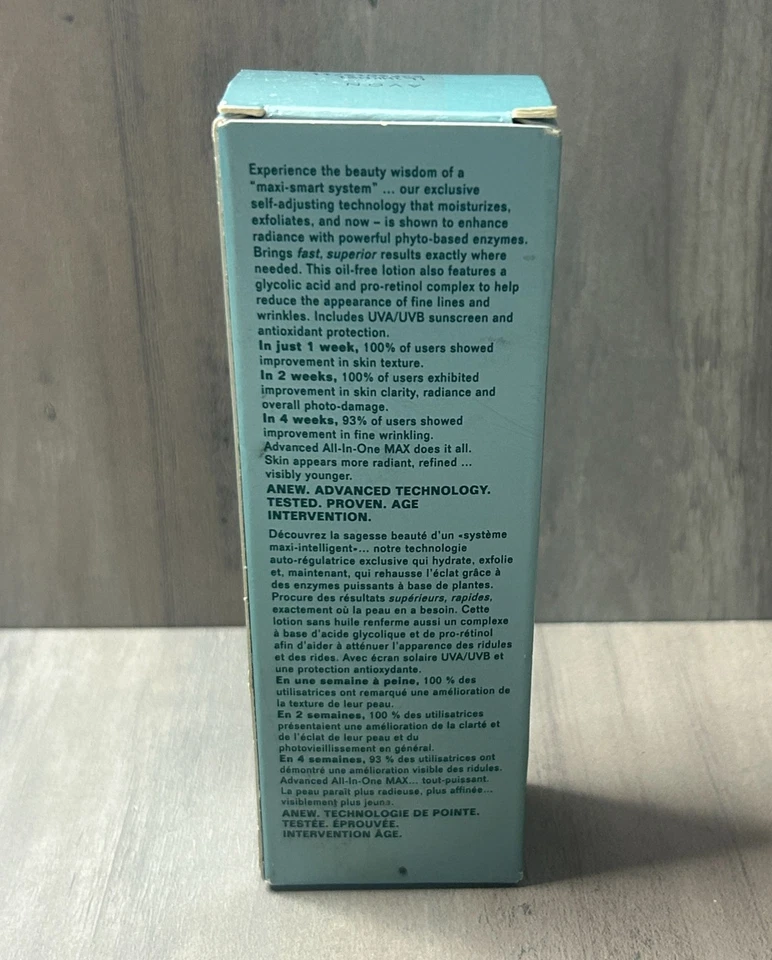 AVON
Experience the beauty wisdom of a
"maxi-smart system" ... our exclusive
self-adjusting technology that moisturizes,
exfoliates, and now – is shown to enhance
radiance with powerful phyto-based enzymes.
Brings fast, superior results exactly where
needed. This oil-free lotion also features a
glycolic acid and pro-retinol complex to help
reduce the appearance of fine lines and
wrinkles. Includes UVA/UVB sunscreen and
antioxidant protection.
In just 1 week, 100% of users showed
improvement in skin texture.
In 2 weeks, 100% of users exhibited
improvement in skin clarity, radiance and
overall photo-damage.
In 4 weeks, 93% of users showed
improvement in fine wrinkling.
Advanced All-In-One MAX does it all.
Skin appears more radiant, refined ...
visibly younger.
ANEW. ADVANCED TECHNOLOGY.
TESTED. PROVEN. AGE
INTERVENTION.
Découvrez la sagesse beauté d'un «système
maxi-intelligent»... notre technologie
auto-régulatrice exclusive qui hydrate, exfolie
et, maintenant, qui rehausse l'éclat grâce à
des enzymes puissants à base de plantes.
Procure des résultats supérieurs, rapides,
exactement où la peau en a besoin. Cette
lotion sans huile renferme aussi un complexe
à base d'acide glycolique et de pro-rétinol
afin d'aider à atténuer l'apparence des ridules
et des rides. Avec écran solaire UVA/UVB et
une protection antioxydante.
En une semaine à peine, 100 % des
utilisatrices ont remarqué une amélioration de
la texture de leur peau.
En 2 semaines, 100 % des utilisatrices
présentaient une amélioration de la clarté et
de l'éclat de leur peau et du
photovieillissement en général.
En 4 semaines, 93 % des utilisatrices ont
démontré une amélioration visible des ridules.
Advanced All-In-One MAX... tout-puissant.
La peau paraît plus radieuse, plus affinée...
visiblement plus jeune.
ANEW. TECHNOLOGIE DE POINTE.
TESTÉE. ÉPROUVÉE.
INTERVENTION ÂGE.